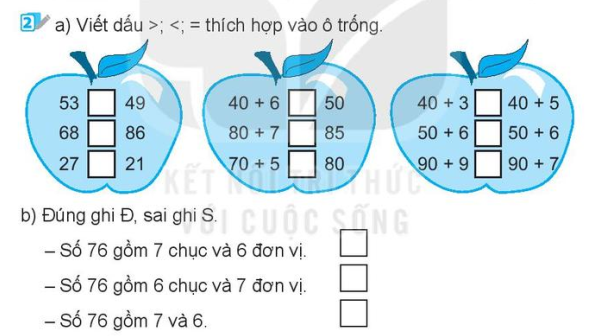 2 a) Viết dấu >; <; = thích hợp vào ô trống.
53 □ 49
68 □ 86
27 □ 21
40 + 6 □ 50
80 + 7 □ 85
70 + 5 □ 80
40 + 3 □ 40 + 5
50 + 6 □ 50 + 6
90 + 9 □ 90 + 7
KẾT NỐI TRI THỨC
VỚI CUỘC SỐNG
b) Đúng ghi Đ, sai ghi S.
– Số 76 gồm 7 chục và 6 đơn vị. □
– Số 76 gồm 6 chục và 7 đơn vị. □
– Số 76 gồm 7 và 6. □